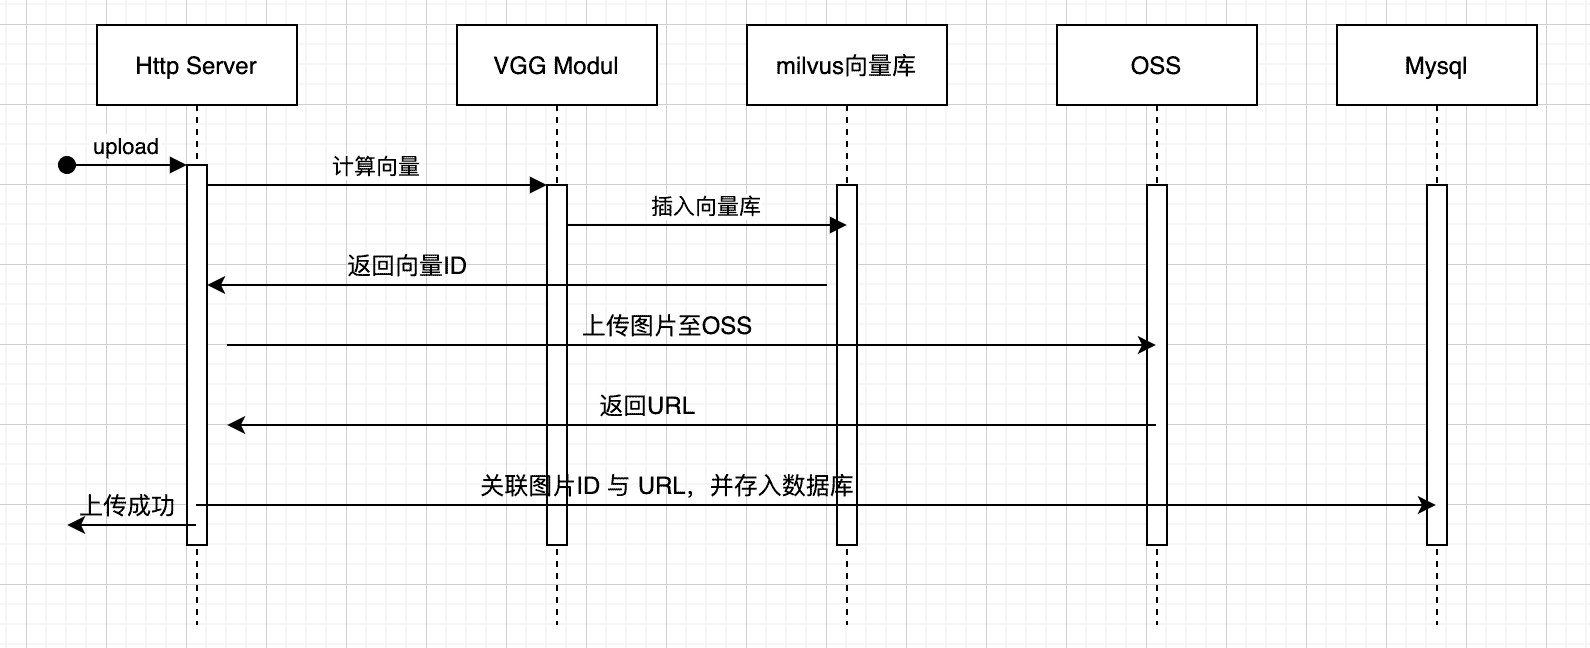 Http Server
VGG Modul
milvus向量库
OSS
Mysql
upload
计算向量
插入向量库
返回向量ID
上传图片至OSS
返回URL
关联图片ID 与 URL，并存入数据库
上传成功